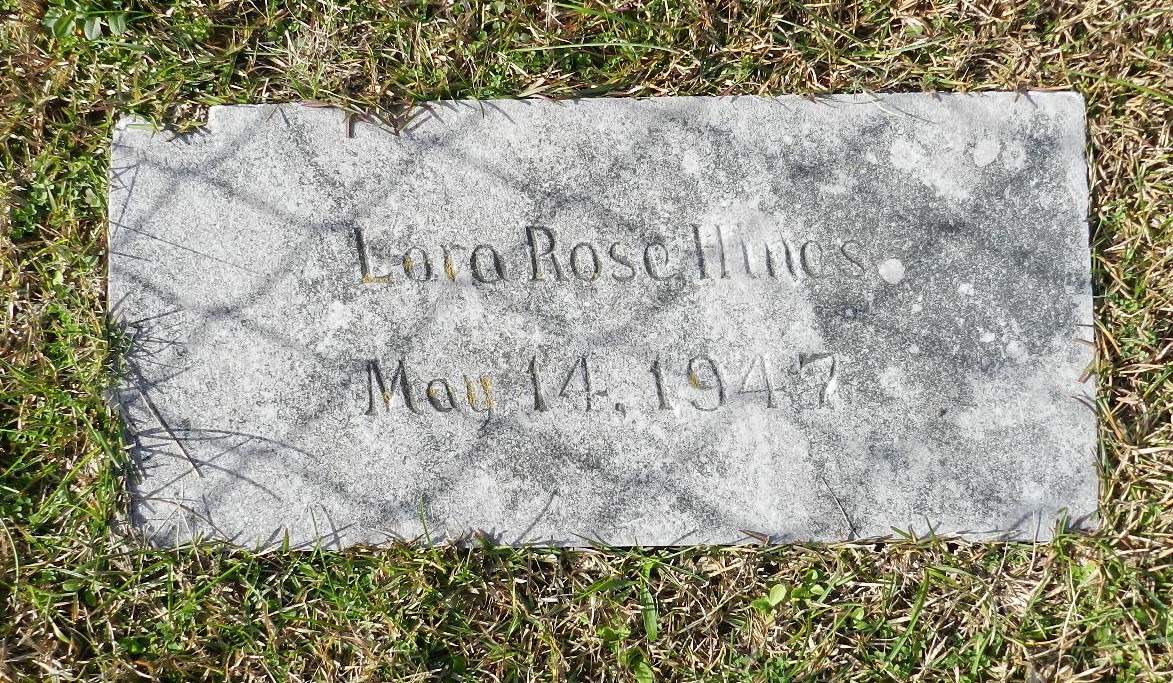 Lora Rose Hines
May 14, 1947